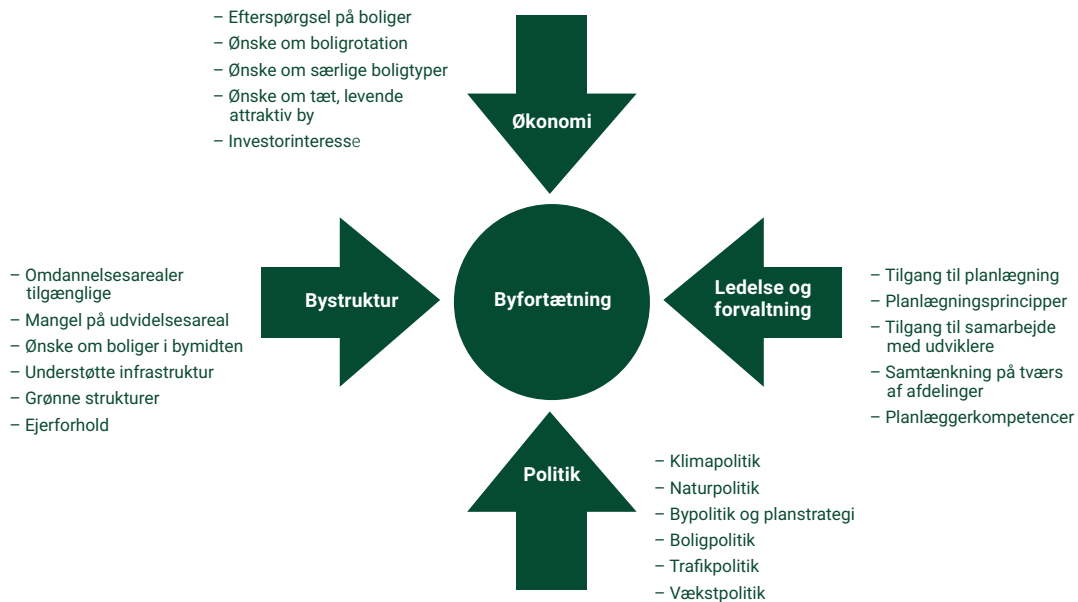 – Efterspørgsel på boliger
– Ønske om boligrotation
– Ønske om særlige boligtyper
– Ønske om tæt, levende
attraktiv by
– Investorinteresse
Økonomi
– Omdannelsesarealer
tilgænglige
– Mangel på udvidelsesareal
– Ønske om boliger i bymidten
– Understøtte infrastruktur
– Grønne strukturer
– Ejerforhold
Bystruktur
Byfortætning
Ledelse og
forvaltning
– Tilgang til planlægning
– Planlægningsprincipper
– Tilgang til samarbejde
med udviklere
– Samtænkning på tværs
af afdelinger
– Planlæggerkompetencer
Politik
– Klimapolitik
– Naturpolitik
– Bypolitik og planstrategi
– Boligpolitik
– Trafikpolitik
– Vækstpolitik